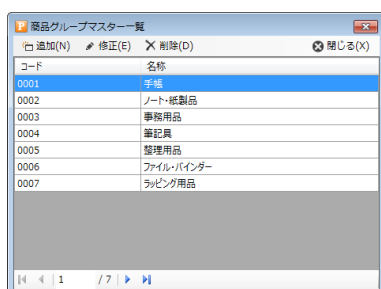 商品グループマスター一覧
追加(N) 修正(E) 削除(D) 閉じる(X)
コード 名称
0001 手帳
0002 ノート・紙製品
0003 事務用品
0004 筆記具
0005 整理用品
0006 ファイル・バインダー
0007 ラッピング用品
1 / 7